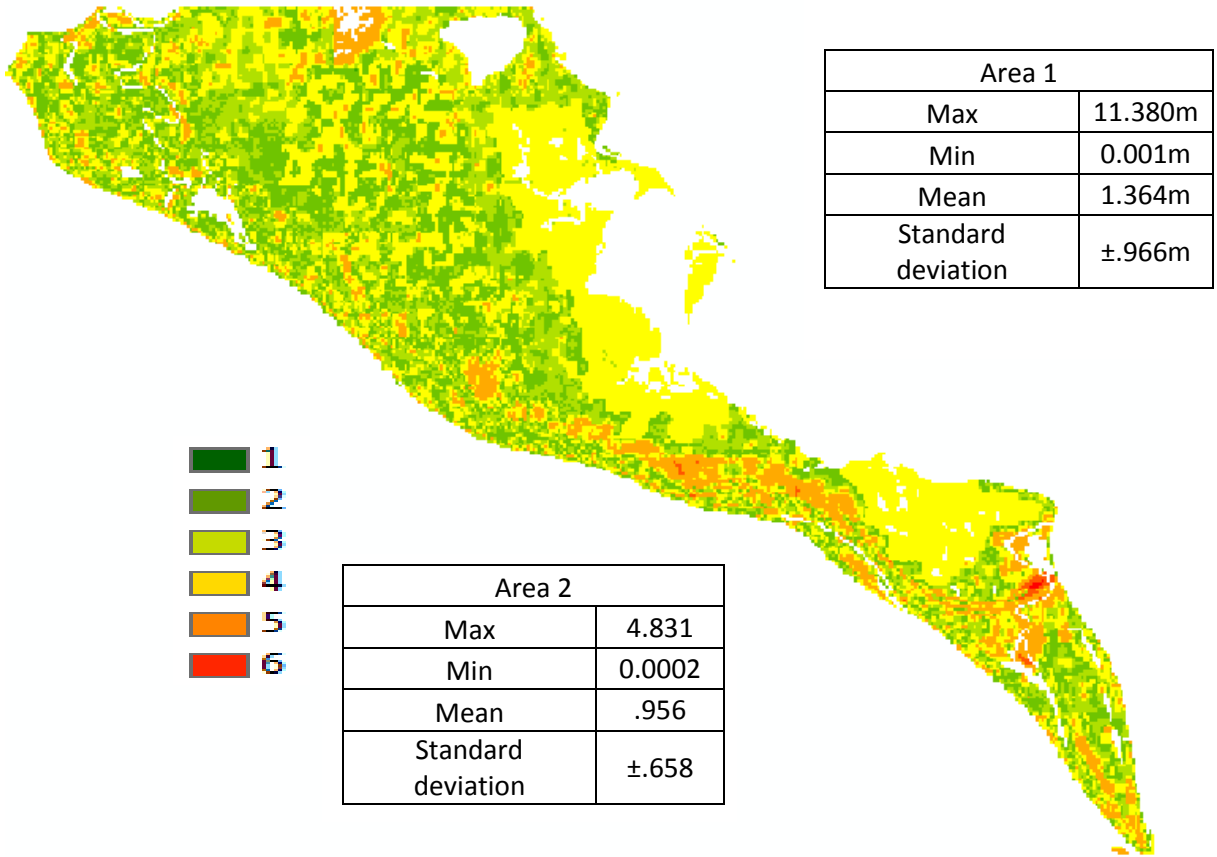 Area 1
Max 11.380m
Min 0.001m
Mean 1.364m
Standard
deviation ±.966m
1
2
3
4
5
6
Area 2
Max 4.831
Min 0.0002
Mean .956
Standard
deviation ±.658